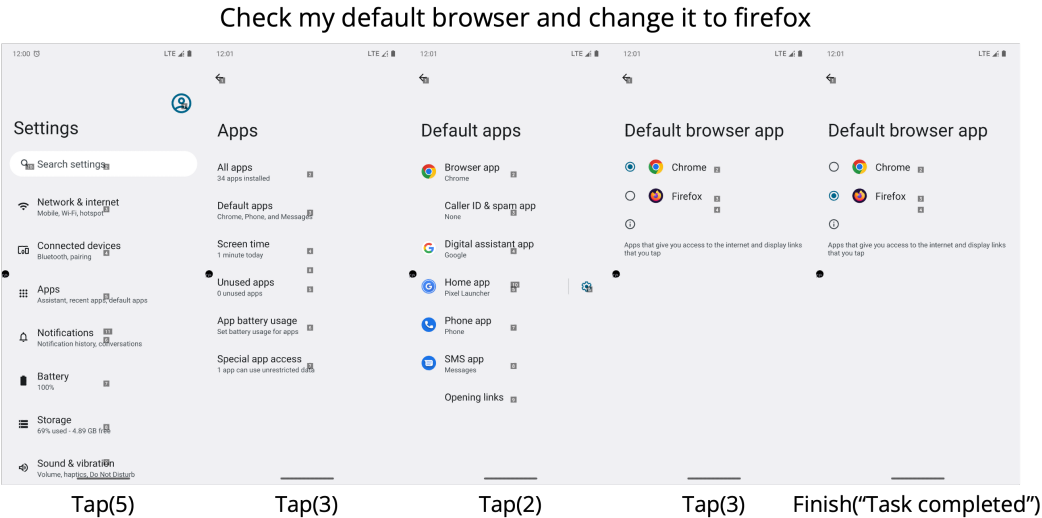 Check my default browser and change it to firefox
12:00
LTE
Settings
Search settings
Network & internet
Mobile, Wi-Fi, hotspot
Connected devices
Bluetooth, pairing
Apps
Assistant, recent apps, default apps
Notifications
Notification history, conversations
Battery
100%
Storage
69% used - 4.89 GB free
Sound & vibration
Volume, haptics, Do Not Disturb
Tap(5)
12:01
LTE
Apps
All apps
34 apps installed
Default apps
Chrome, Phone, and Messages
Screen time
1 minute today
Unused apps
0 unused apps
App battery usage
Set battery usage for apps
Special app access
1 app can use unrestricted data
Tap(3)
12:01
LTE
Default apps
Browser app
Chrome
Caller ID & spam app
None
Digital assistant app
Google
Home app
Pixel Launcher
Phone app
Phone
SMS app
Messages
Opening links
Tap(2)
12:01
LTE
Default browser app
Chrome
Firefox
Apps that give you access to the internet and display links
that you tap
Tap(3)
12:01
LTE
Default browser app
Chrome
Firefox
Apps that give you access to the internet and display links
that you tap
Finish(“Task completed”)